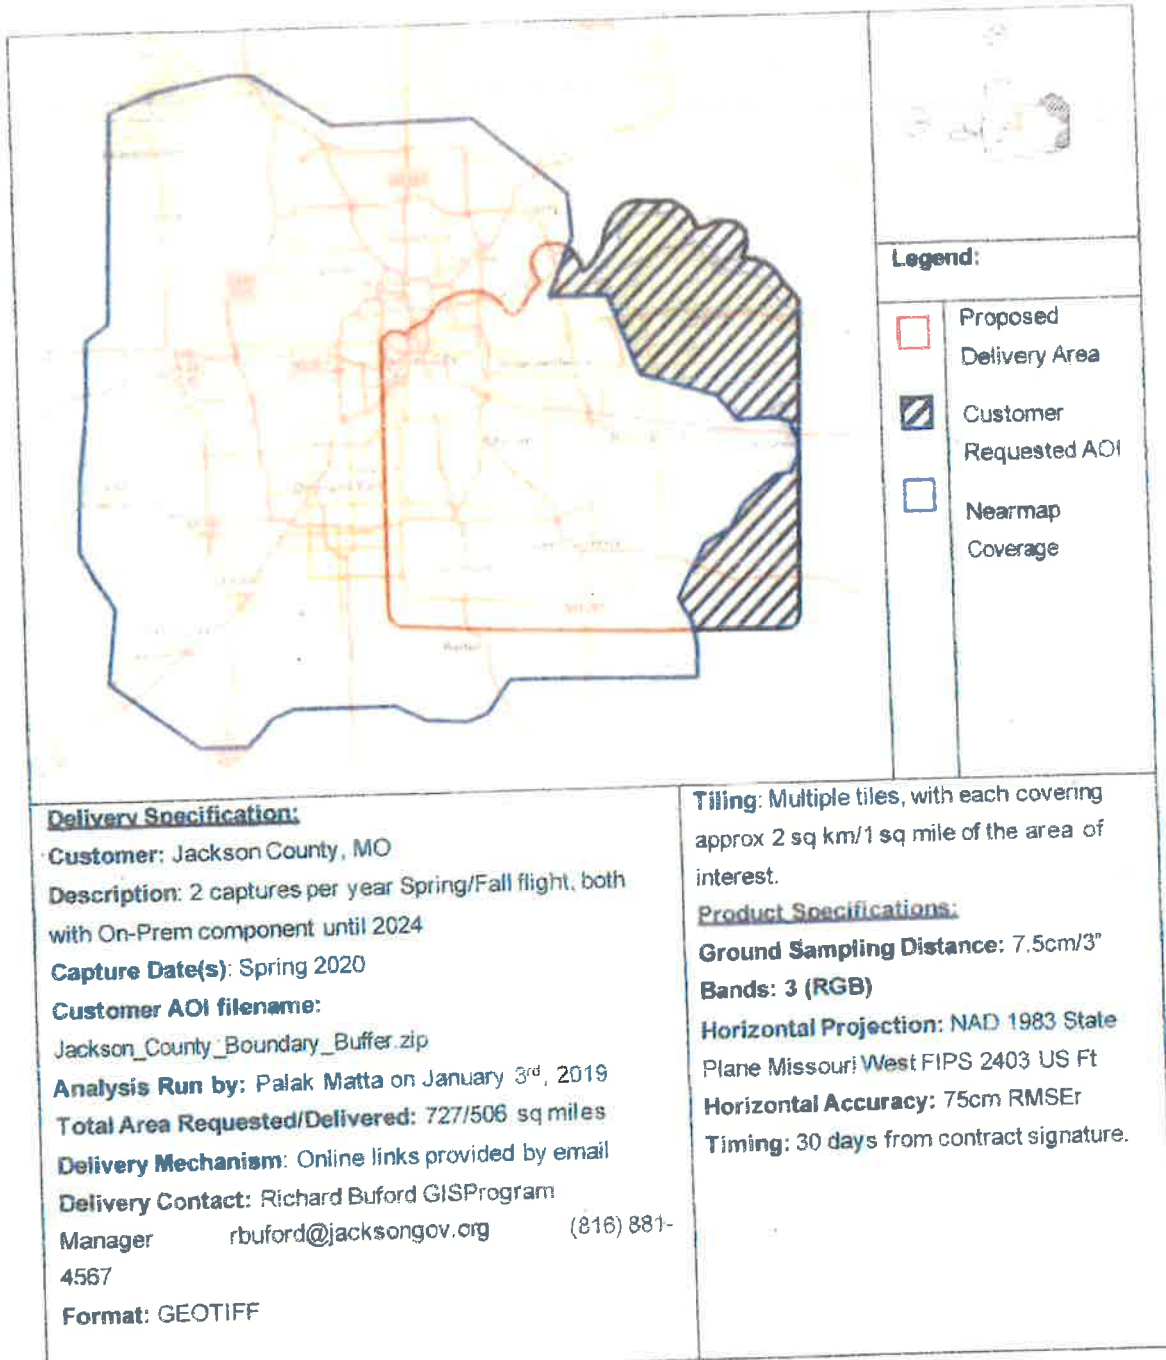 Legend:
Proposed
Delivery Area
Customer
Requested AOI
Nearmap
Coverage
Delivery Specification:
Customer: Jackson County, MO
Description: 2 captures per year Spring/Fall flight, both
with On-Prem component until 2024
Capture Date(s): Spring 2020
Customer AOI filename:
Jackson_County_Boundary_Buffer.zip
Analysis Run by: Palak Matta on January 3rd, 2019
Total Area Requested/Delivered: 727/506 sq miles
Delivery Mechanism: Online links provided by email
Delivery Contact: Richard Buford GISProgram
Manager rbuford@jacksongov.org (816) 881-
4567
Format: GEOTIFF
Tiling: Multiple tiles, with each covering
approx 2 sq km/1 sq mile of the area of
interest.
Product Specifications:
Ground Sampling Distance: 7.5cm/3"
Bands: 3 (RGB)
Horizontal Projection: NAD 1983 State
Plane Missouri West FIPS 2403 US Ft
Horizontal Accuracy: 75cm RMSEr
Timing: 30 days from contract signature.